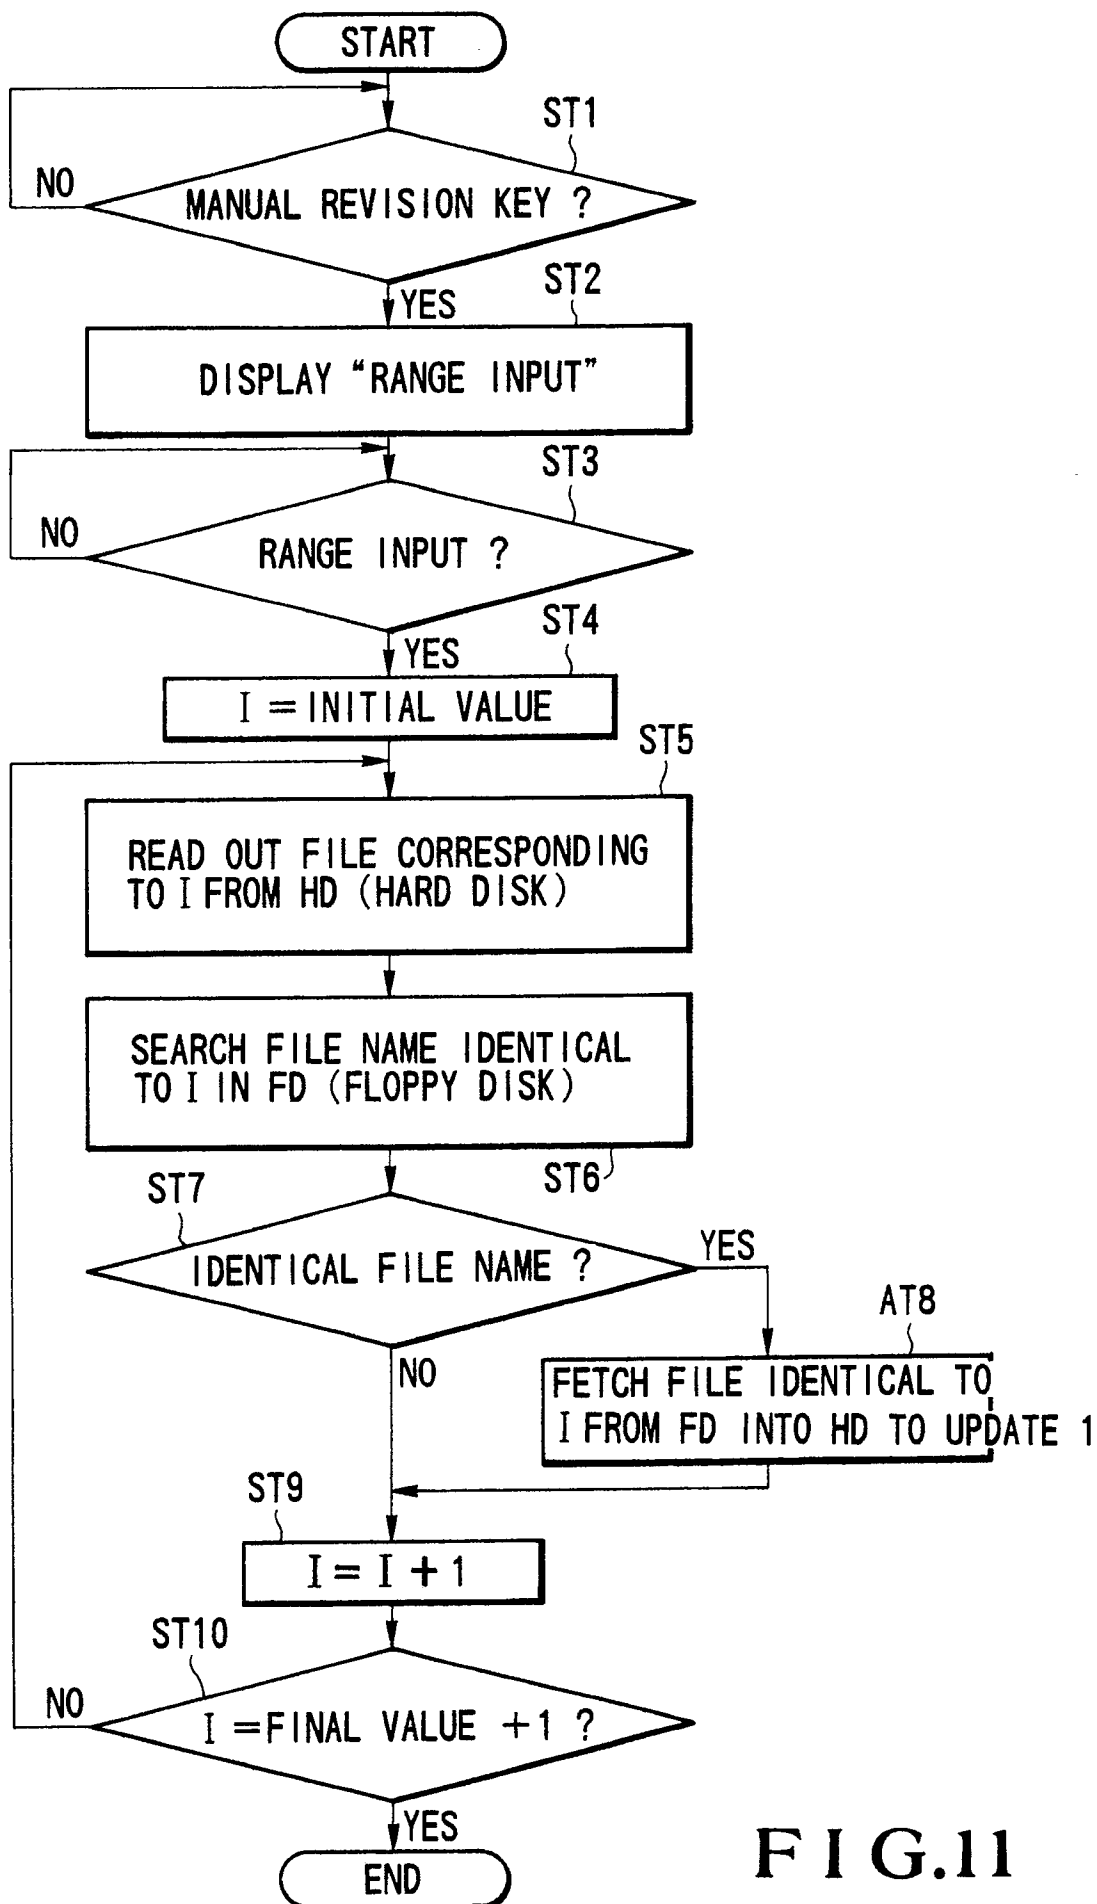 START
ST1
NO
MANUAL REVISION KEY ?
ST2
YES
DISPLAY “RANGE INPUT”
ST3
NO
RANGE INPUT ?
ST4
YES
I = INITIAL VALUE
ST5
READ OUT FILE CORRESPONDING
TO I FROM HD (HARD DISK)
SEARCH FILE NAME IDENTICAL
TO I IN FD (FLOPPY DISK)
ST6
ST7
YES
IDENTICAL FILE NAME ?
AT8
NO
FETCH FILE IDENTICAL TO
I FROM FD INTO HD TO UPDATE 1
ST9
I = I + 1
ST10
NO
I = FINAL VALUE +1 ?
YES
END
FIG.11